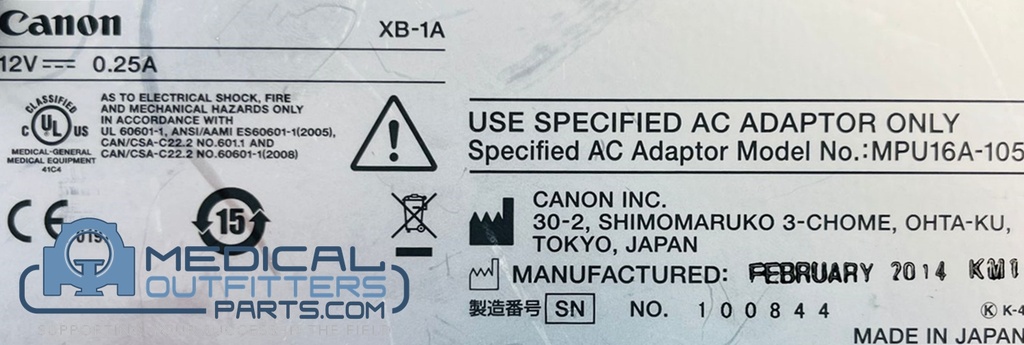 Canon XB-1A
12V 0.25A
CLASSIFIED
C UL US
MEDICAL-GENERAL
MEDICAL EQUIPMENT
41C4
AS TO ELECTRICAL SHOCK, FIRE
AND MECHANICAL HAZARDS ONLY
IN ACCORDANCE WITH
UL 60601-1, ANSI/AAMI ES60601-1(2005),
CAN/CSA-C22.2 NO.601.1 AND
CAN/CSA-C22.2 NO.60601-1(2008)
USE SPECIFIED AC ADAPTOR ONLY
Specified AC Adaptor Model No.:MPU16A-105
CE
15
CANON INC.
30-2, SHIMOMARUKO 3-CHOME, OHTA-KU,
TOKYO, JAPAN
MANUFACTURED: FEBRUARY 2014 KM1
製造番号 SN NO. 100844
K K-4
MADE IN JAPAN
MEDICAL
OUTFITTERS
PARTS.COM